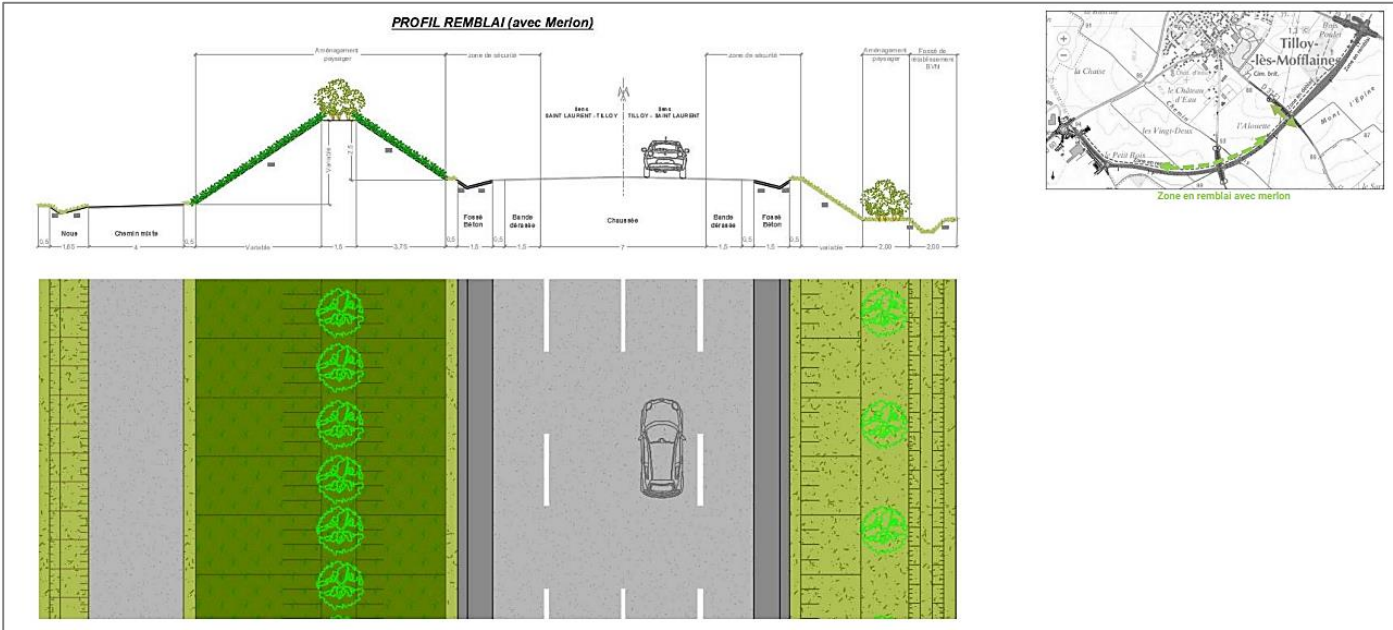 PROFIL REMBLAI (avec Merlon)
Aménagement
paysager
zone de sécurité
zone de sécurité
Aménagement
paysager
Fossé de
rétablissement
BVN
Sens
SAINT LAURENT - TILLOY
Sens
TILLOY - SAINT LAURENT
Variable
2,5
Noue
Chemin mixte
Fossé
Béton
Bande
dérasée
Chaussée
Bande
dérasée
Fossé
Béton
0,5
1,65
4
0,5
Variable
1,5
3,75
0,5
1,5
0,5
1,5
7
1,5
0,5
1,5
0,5
variable
2,00
2,00
Tilloy
-lès-Mofflaines
la Chaise
le Château
d'Eau
Chemin
les Vingt-Deux
l'Alouette
le Petit Bois
Mont
l'Epine
Zone en remblai avec merlon